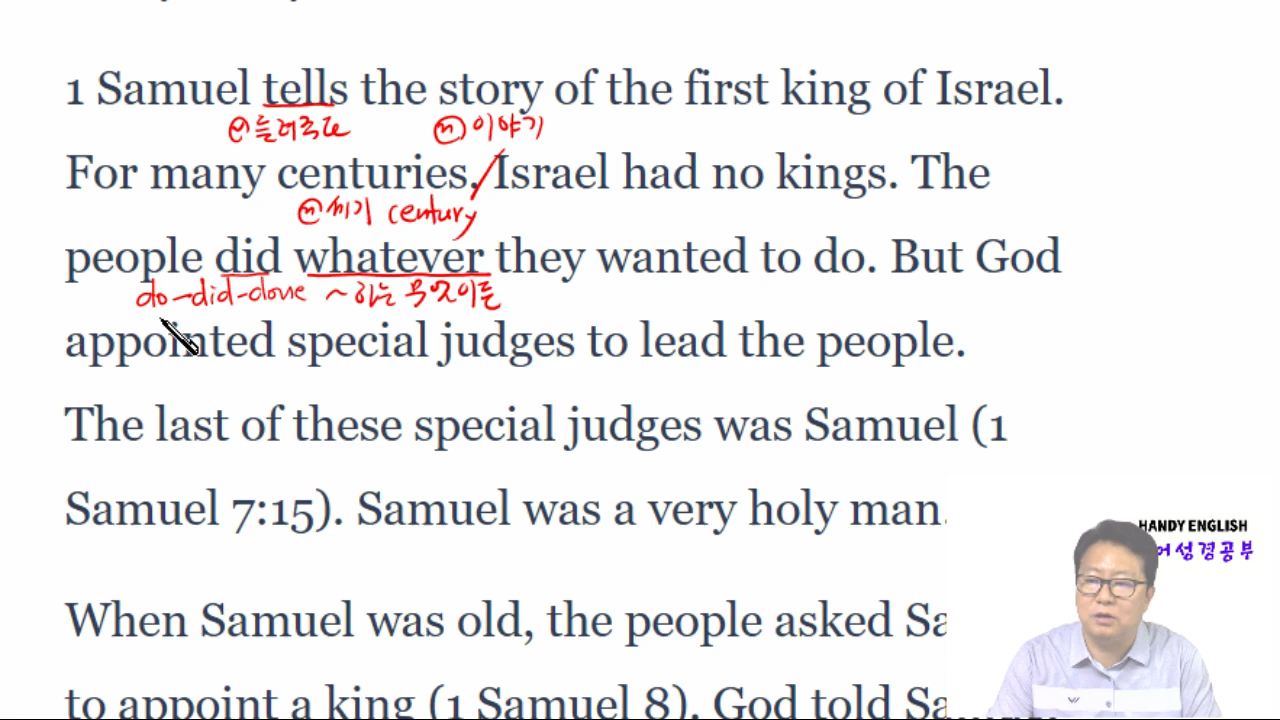 1 Samuel tells the story of the first king of Israel.
ⓥ들려주다 ⓝ이야기
For many centuries, Israel had no kings. The
ⓝ세기 century
people did whatever they wanted to do. But God
do-did-done ~하는 무엇이든
appointed special judges to lead the people.
The last of these special judges was Samuel (1
Samuel 7:15). Samuel was a very holy man.
HANDY ENGLISH
어성경공부
When Samuel was old, the people asked Sa
to appoint a king (1 Samuel 8). God told Sa